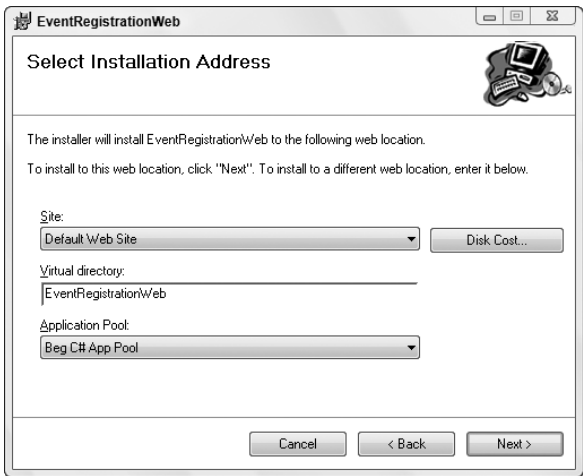 EventRegistrationWeb
Select Installation Address
The installer will install EventRegistrationWeb to the following web location.
To install to this web location, click "Next". To install to a different web location, enter it below.
Site:
Default Web Site
Disk Cost...
Virtual directory:
EventRegistrationWeb
Application Pool:
Beg C# App Pool
Cancel
< Back
Next >